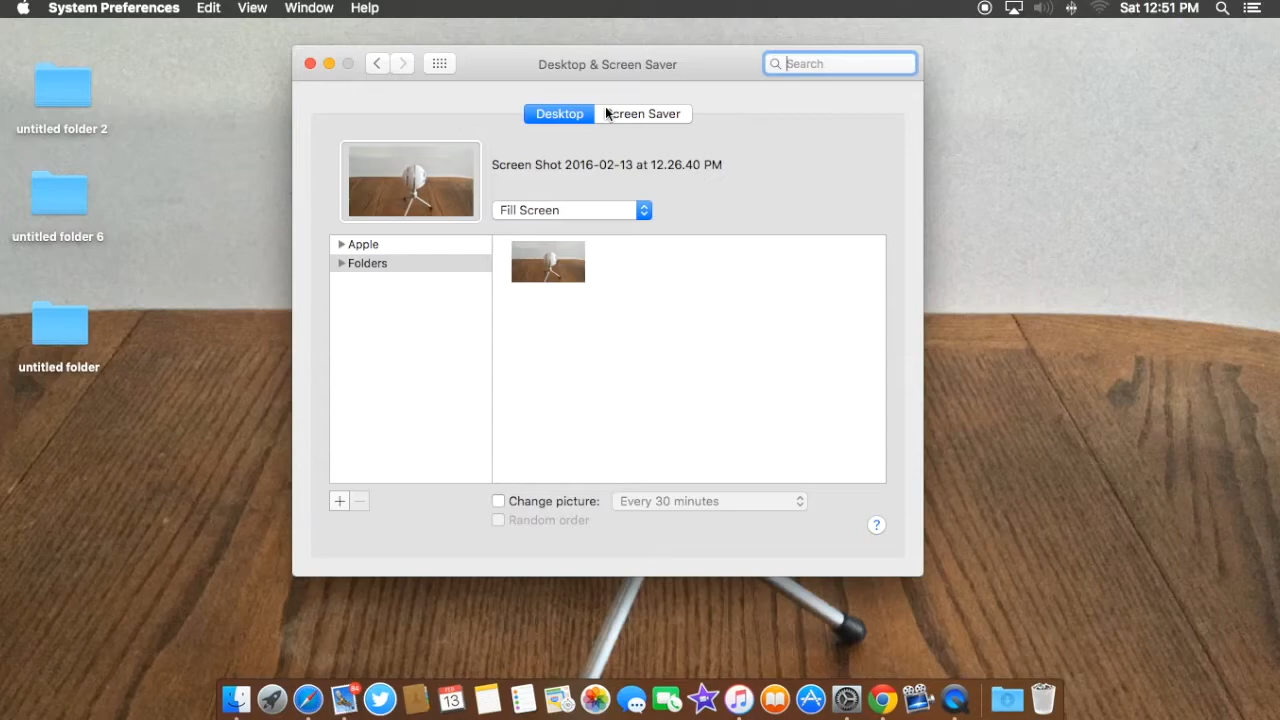 System Preferences Edit View Window Help Sat 12:51 PM
Desktop & Screen Saver
Search
Desktop
Screen Saver
Screen Shot 2016-02-13 at 12.26.40 PM
Fill Screen
Apple
Folders
+ −
Change picture: Every 30 minutes
Random order
?
untitled folder 2
untitled folder 6
untitled folder
FEB
13